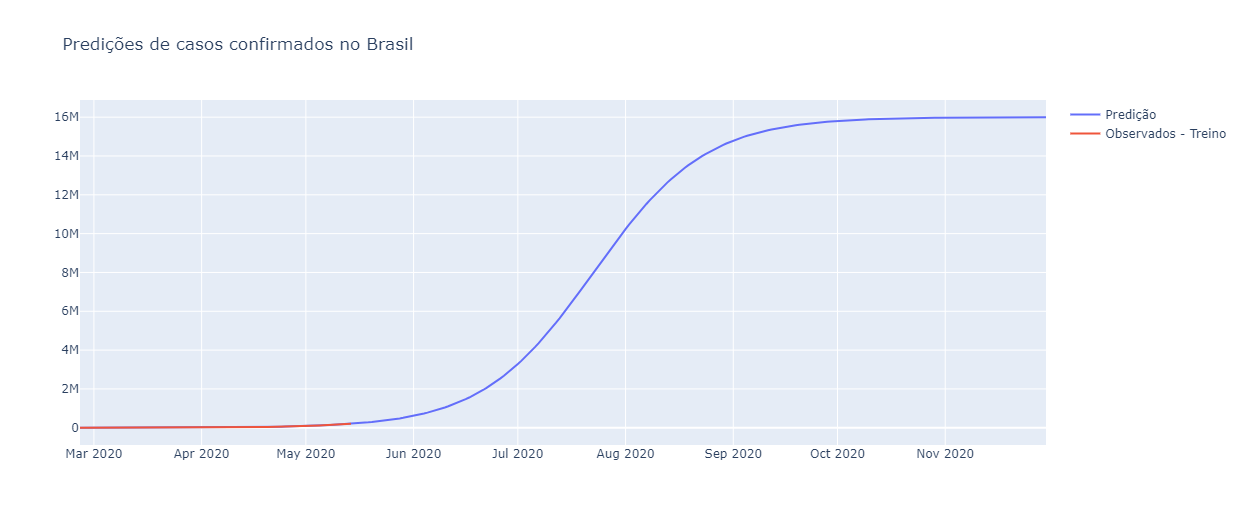 Predições de casos confirmados no Brasil
16M
14M
12M
10M
8M
6M
4M
2M
0
Mar 2020 Apr 2020 May 2020 Jun 2020 Jul 2020 Aug 2020 Sep 2020 Oct 2020 Nov 2020
Predição
Observados - Treino